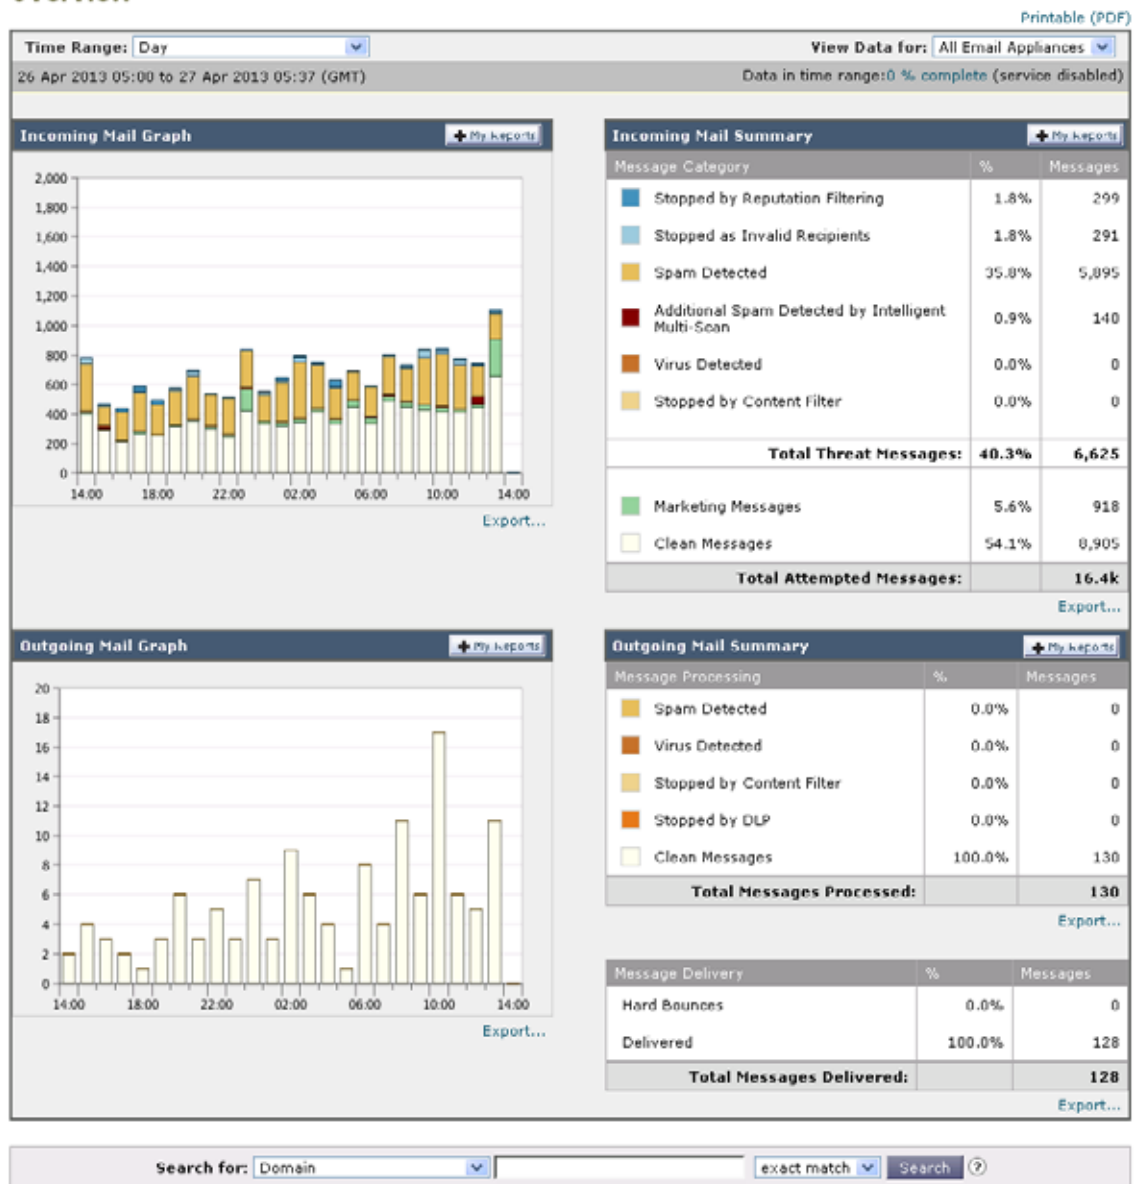 Printable (PDF)
Time Range: Day
View Data for: All Email Appliances
26 Apr 2013 05:00 to 27 Apr 2013 05:37 (GMT)
Data in time range:0 % complete (service disabled)
Incoming Mail Graph
My Reports
2,000
1,800
1,600
1,400
1,200
1,000
800
600
400
200
0
14:00 18:00 22:00 02:00 06:00 10:00 14:00
Export...
Incoming Mail Summary
My Reports
Message Category % Messages
Stopped by Reputation Filtering 1.8% 299
Stopped as Invalid Recipients 1.8% 291
Spam Detected 35.8% 5,895
Additional Spam Detected by Intelligent
Multi-Scan 0.9% 140
Virus Detected 0.0% 0
Stopped by Content Filter 0.0% 0
Total Threat Messages: 40.3% 6,625
Marketing Messages 5.6% 918
Clean Messages 54.1% 8,905
Total Attempted Messages: 16.4k
Export...
Outgoing Mail Graph
My Reports
20
18
16
14
12
10
8
6
4
2
0
14:00 18:00 22:00 02:00 06:00 10:00 14:00
Export...
Outgoing Mail Summary
My Reports
Message Processing % Messages
Spam Detected 0.0% 0
Virus Detected 0.0% 0
Stopped by Content Filter 0.0% 0
Stopped by DLP 0.0% 0
Clean Messages 100.0% 130
Total Messages Processed: 130
Export...
Message Delivery % Messages
Hard Bounces 0.0% 0
Delivered 100.0% 128
Total Messages Delivered: 128
Export...
Search for: Domain exact match Search ?